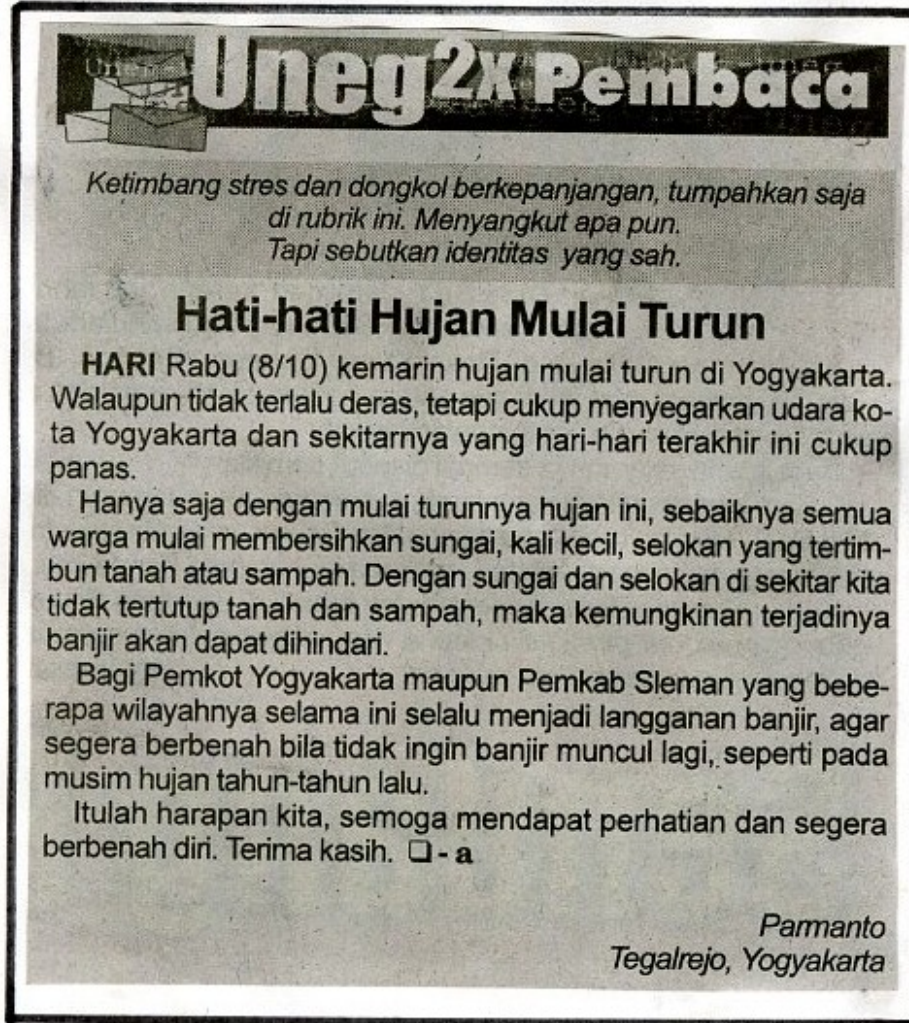 Uneg2x Pembaca
Ketimbang stres dan dongkol berkepanjangan, tumpahkan saja
di rubrik ini. Menyangkut apa pun.
Tapi sebutkan identitas yang sah.
Hati-hati Hujan Mulai Turun
HARI Rabu (8/10) kemarin hujan mulai turun di Yogyakarta.
Walaupun tidak terlalu deras, tetapi cukup menyegarkan udara ko-
ta Yogyakarta dan sekitarnya yang hari-hari terakhir ini cukup
panas.
Hanya saja dengan mulai turunnya hujan ini, sebaiknya semua
warga mulai membersihkan sungai, kali kecil, selokan yang tertim-
bun tanah atau sampah. Dengan sungai dan selokan di sekitar kita
tidak tertutup tanah dan sampah, maka kemungkinan terjadinya
banjir akan dapat dihindari.
Bagi Pemkot Yogyakarta maupun Pemkab Sleman yang bebe-
rapa wilayahnya selama ini selalu menjadi langganan banjir, agar
segera berbenah bila tidak ingin banjir muncul lagi, seperti pada
musim hujan tahun-tahun lalu.
Itulah harapan kita, semoga mendapat perhatian dan segera
berbenah diri. Terima kasih. ❑ - a
Parmanto
Tegalrejo, Yogyakarta